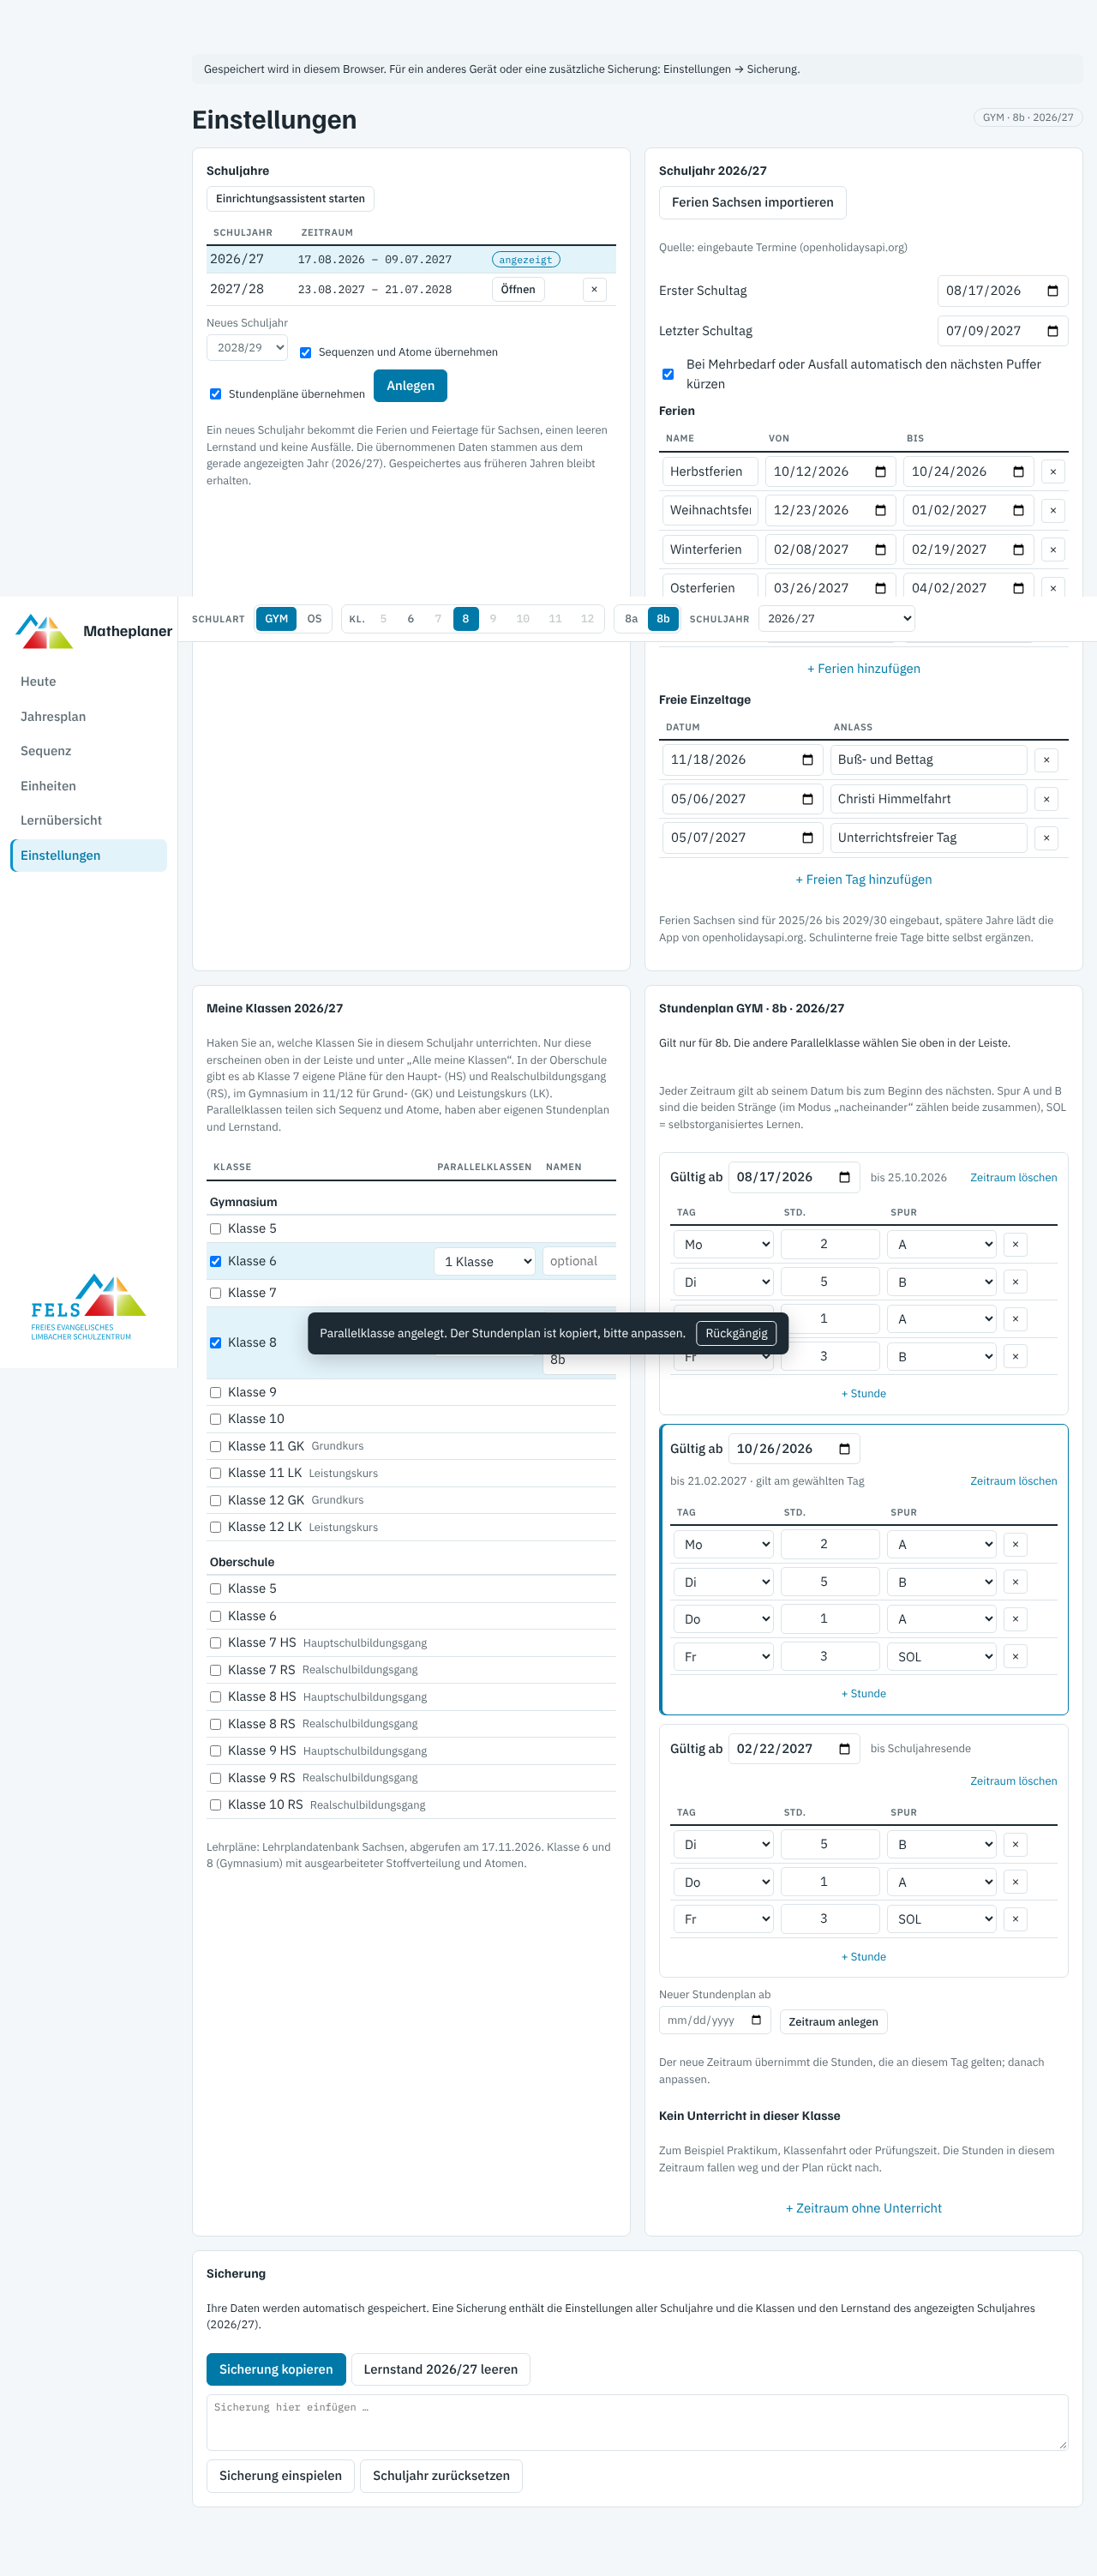 Gespeichert wird in diesem Browser. Für ein anderes Gerät oder eine zusätzliche Sicherung: Einstellungen → Sicherung.
Einstellungen
GYM · 8b · 2026/27
Schuljahre
Einrichtungsassistent starten
SCHULJAHR ZEITRAUM
2026/27 17.08.2026 – 09.07.2027 angezeigt
2027/28 23.08.2027 – 21.07.2028 Öffnen ×
Neues Schuljahr
2028/29 Sequenzen und Atome übernehmen
Stundenpläne übernehmen Anlegen
Ein neues Schuljahr bekommt die Ferien und Feiertage für Sachsen, einen leeren
Lernstand und keine Ausfälle. Die übernommenen Daten stammen aus dem
gerade angezeigten Jahr (2026/27). Gespeichertes aus früheren Jahren bleibt
erhalten.
Schuljahr 2026/27
Ferien Sachsen importieren
Quelle: eingebaute Termine (openholidaysapi.org)
Erster Schultag 08/17/2026
Letzter Schultag 07/09/2027
Bei Mehrbedarf oder Ausfall automatisch den nächsten Puffer
kürzen
Ferien
NAME VON BIS
Herbstferien 10/12/2026 10/24/2026 ×
Weihnachtsfer 12/23/2026 01/02/2027 ×
Winterferien 02/08/2027 02/19/2027 ×
Osterferien 03/26/2027 04/02/2027 ×
Matheplaner
SCHULART GYM OS KL. 5 6 7 8 9 10 11 12 8a 8b SCHULJAHR 2026/27
Heute
Jahresplan
Sequenz
Einheiten
Lernübersicht
Einstellungen
+ Ferien hinzufügen
Freie Einzeltage
DATUM ANLASS
11/18/2026 Buß- und Bettag ×
05/06/2027 Christi Himmelfahrt ×
05/07/2027 Unterrichtsfreier Tag ×
+ Freien Tag hinzufügen
Ferien Sachsen sind für 2025/26 bis 2029/30 eingebaut, spätere Jahre lädt die
App von openholidaysapi.org. Schulinterne freie Tage bitte selbst ergänzen.
FELS
FREIES EVANGELISCHES
LIMBACHER SCHULZENTRUM
Meine Klassen 2026/27
Haken Sie an, welche Klassen Sie in diesem Schuljahr unterrichten. Nur diese
erscheinen oben in der Leiste und unter „Alle meine Klassen“. In der Oberschule
gibt es ab Klasse 7 eigene Pläne für den Haupt- (HS) und Realschulbildungsgang
(RS), im Gymnasium in 11/12 für Grund- (GK) und Leistungskurs (LK).
Parallelklassen teilen sich Sequenz und Atome, haben aber eigenen Stundenplan
und Lernstand.
KLASSE PARALLELKLASSEN NAMEN
Gymnasium
Klasse 5
Klasse 6 1 Klasse optional
Klasse 7
Klasse 8
8b
Klasse 9
Klasse 10
Klasse 11 GK Grundkurs
Klasse 11 LK Leistungskurs
Klasse 12 GK Grundkurs
Klasse 12 LK Leistungskurs
Oberschule
Klasse 5
Klasse 6
Klasse 7 HS Hauptschulbildungsgang
Klasse 7 RS Realschulbildungsgang
Klasse 8 HS Hauptschulbildungsgang
Klasse 8 RS Realschulbildungsgang
Klasse 9 HS Hauptschulbildungsgang
Klasse 9 RS Realschulbildungsgang
Klasse 10 RS Realschulbildungsgang
Lehrpläne: Lehrplandatenbank Sachsen, abgerufen am 17.11.2026. Klasse 6 und
8 (Gymnasium) mit ausgearbeiteter Stoffverteilung und Atomen.
Parallelklasse angelegt. Der Stundenplan ist kopiert, bitte anpassen. Rückgängig
Stundenplan GYM · 8b · 2026/27
Gilt nur für 8b. Die andere Parallelklasse wählen Sie oben in der Leiste.
Jeder Zeitraum gilt ab seinem Datum bis zum Beginn des nächsten. Spur A und B
sind die beiden Stränge (im Modus „nacheinander“ zählen beide zusammen), SOL
= selbstorganisiertes Lernen.
Gültig ab 08/17/2026 bis 25.10.2026 Zeitraum löschen
TAG STD. SPUR
Mo 2 A ×
Di 5 B ×
1 A ×
Fr 3 B ×
+ Stunde
Gültig ab 10/26/2026
bis 21.02.2027 · gilt am gewählten Tag Zeitraum löschen
TAG STD. SPUR
Mo 2 A ×
Di 5 B ×
Do 1 A ×
Fr 3 SOL ×
+ Stunde
Gültig ab 02/22/2027 bis Schuljahresende
Zeitraum löschen
TAG STD. SPUR
Di 5 B ×
Do 1 A ×
Fr 3 SOL ×
+ Stunde
Neuer Stundenplan ab
mm/dd/yyyy Zeitraum anlegen
Der neue Zeitraum übernimmt die Stunden, die an diesem Tag gelten; danach
anpassen.
Kein Unterricht in dieser Klasse
Zum Beispiel Praktikum, Klassenfahrt oder Prüfungszeit. Die Stunden in diesem
Zeitraum fallen weg und der Plan rückt nach.
+ Zeitraum ohne Unterricht
Sicherung
Ihre Daten werden automatisch gespeichert. Eine Sicherung enthält die Einstellungen aller Schuljahre und die Klassen und den Lernstand des angezeigten Schuljahres
(2026/27).
Sicherung kopieren Lernstand 2026/27 leeren
Sicherung hier einfügen …
Sicherung einspielen Schuljahr zurücksetzen